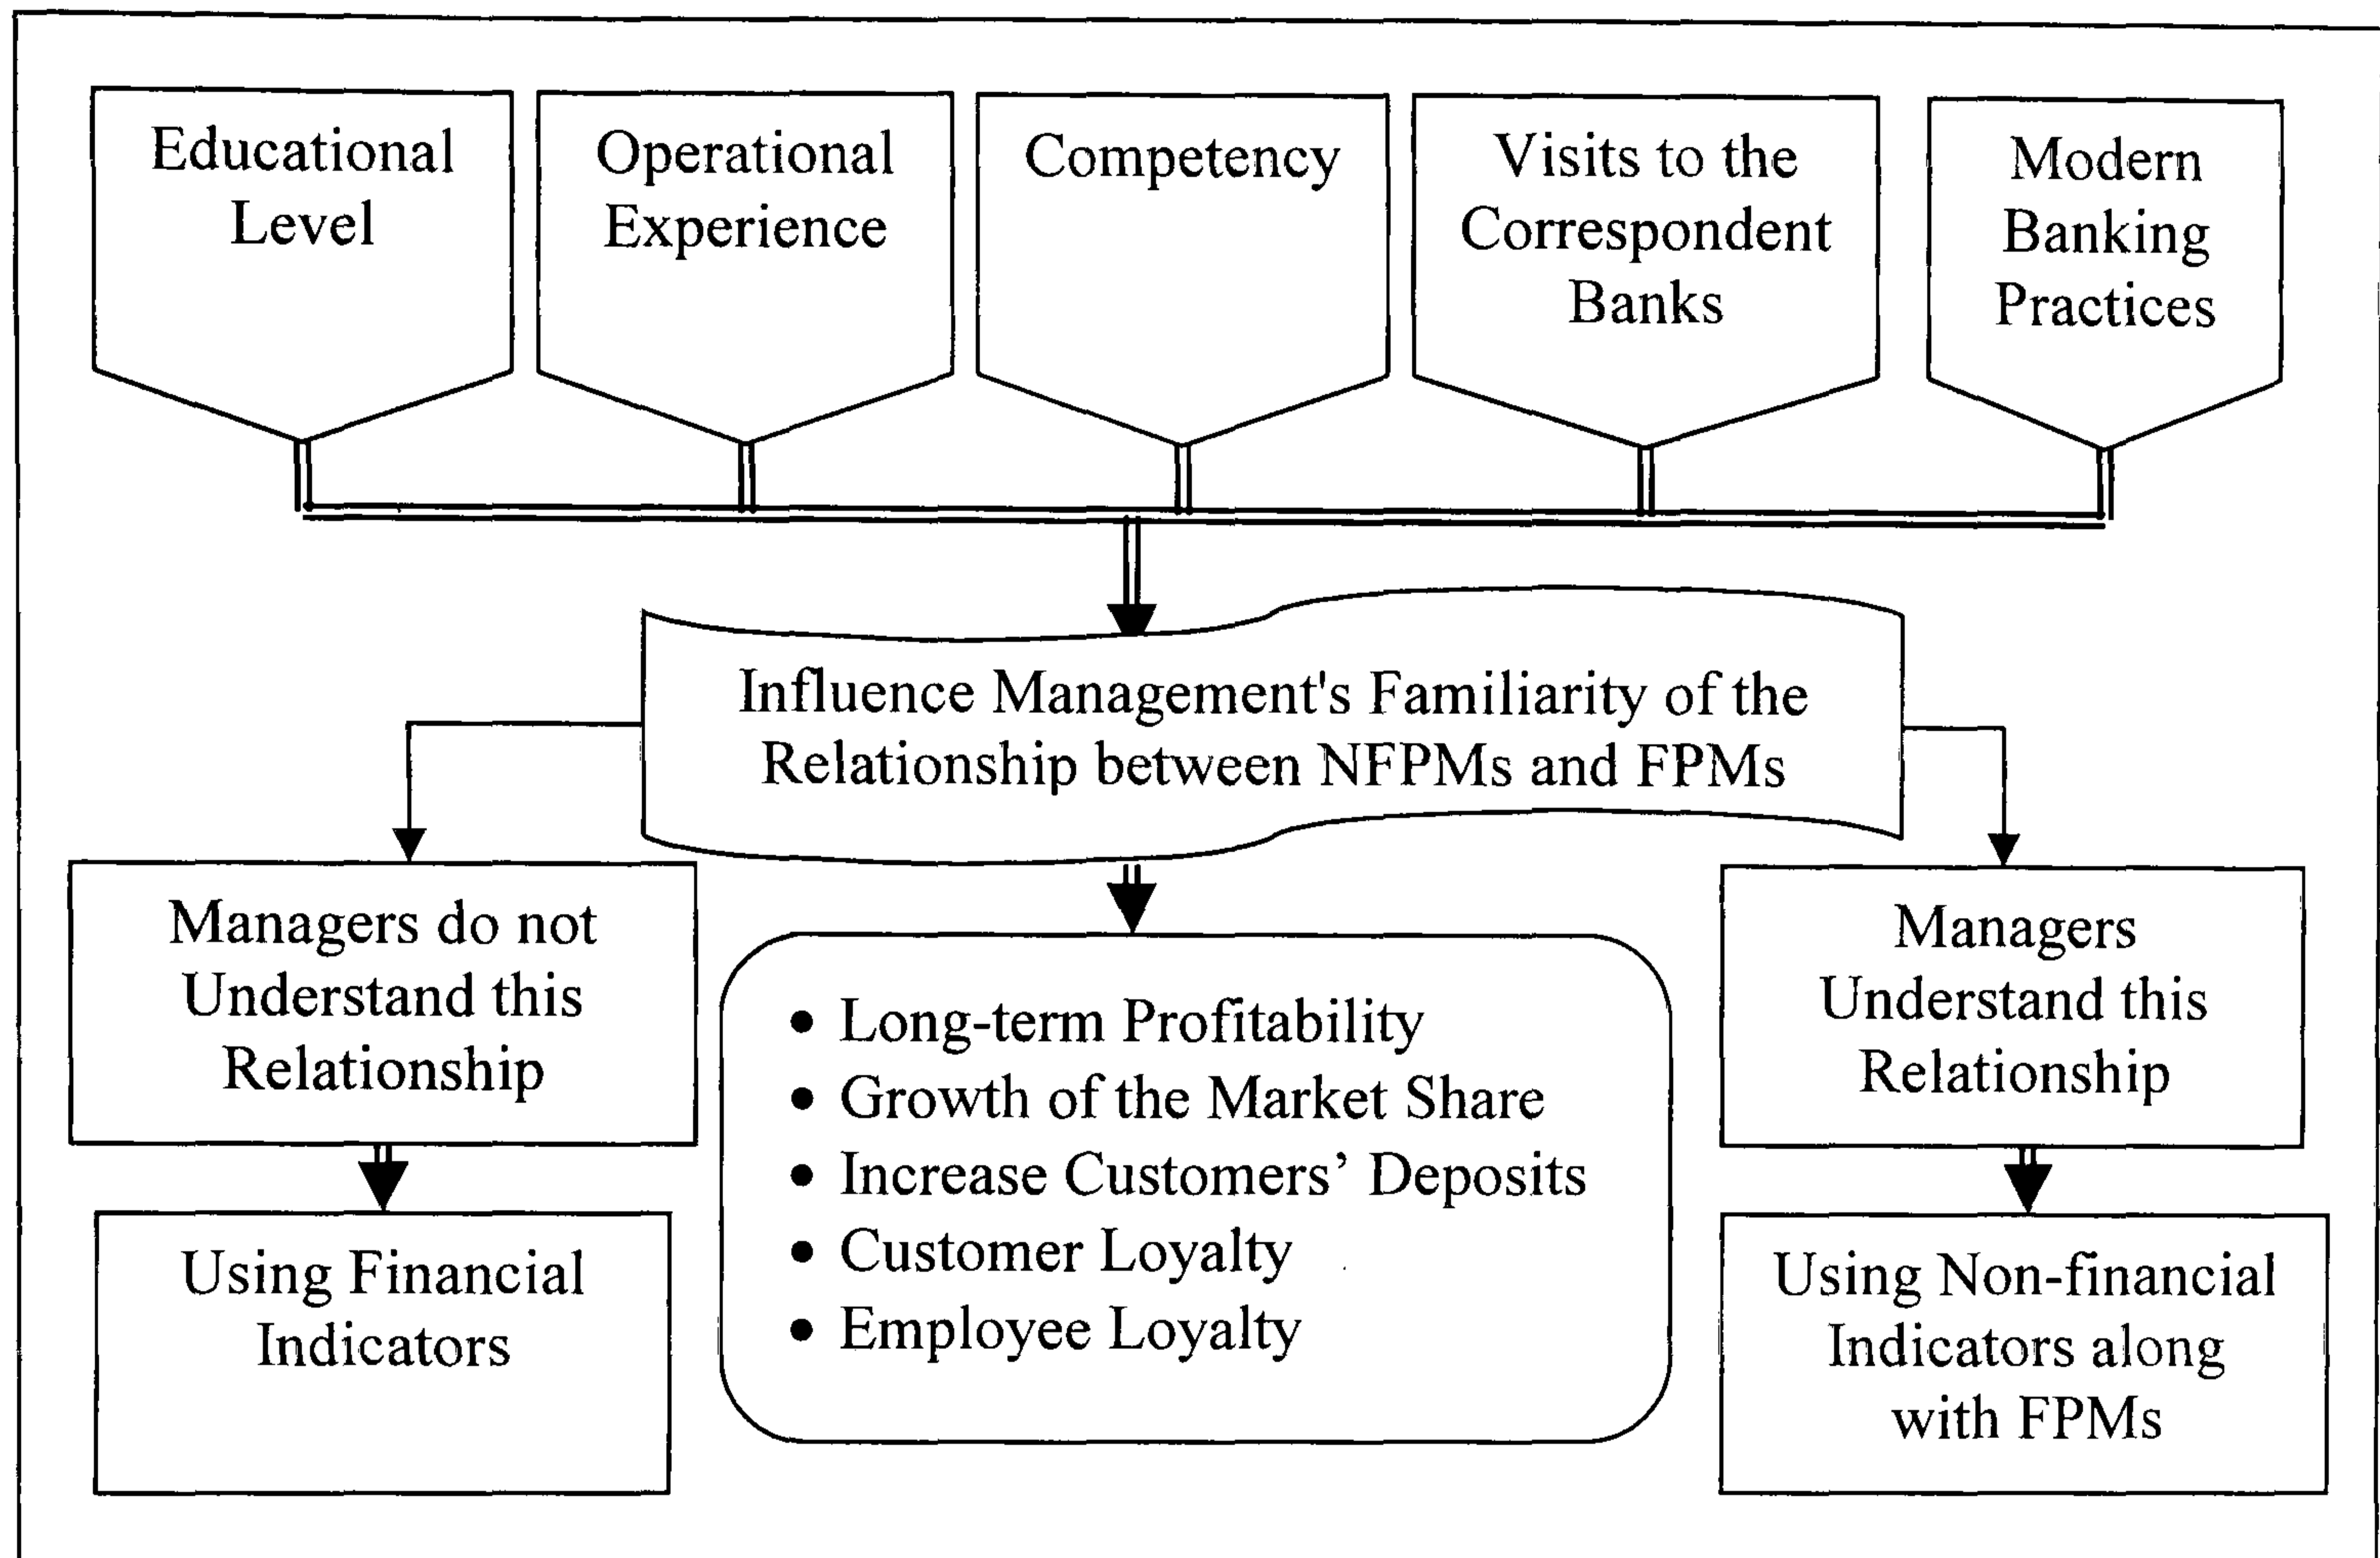 Educational
Level
Operational
Experience
Competency
Visits to the
Correspondent
Banks
Modern
Banking
Practices
Influence Management's Familiarity of the
Relationship between NFPMs and FPMs
Managers do not
Understand this
Relationship
Using Financial
Indicators
• Long-term Profitability
• Growth of the Market Share
• Increase Customers’ Deposits
• Customer Loyalty
• Employee Loyalty
Managers
Understand this
Relationship
Using Non-financial
Indicators along
with FPMs